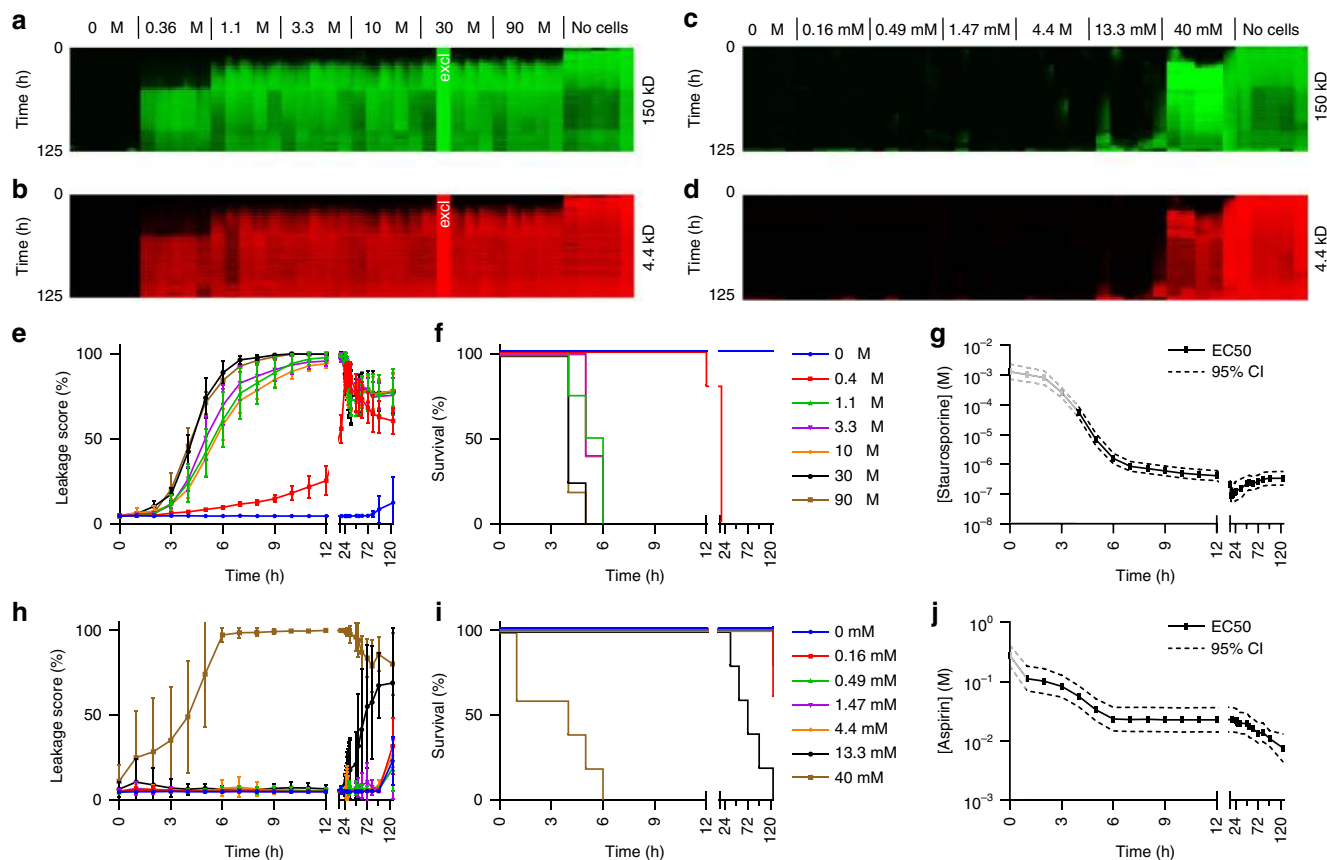 a
0 M | 0.36 M | 1.1 M | 3.3 M | 10 M | 30 M | 90 M | No cells
0
Time (h)
125
excl
150 kD
c
0 M | 0.16 mM | 0.49 mM | 1.47 mM | 4.4 M | 13.3 mM | 40 mM | No cells
0
Time (h)
125
150 kD
b
0
Time (h)
125
excl
4.4 kD
d
0
Time (h)
125
4.4 kD
e
100
50
0
Leakage score (%)
0 3 6 9 12 24 72 120
Time (h)
f
100
50
0
Survival (%)
0 3 6 9 12 24 72 120
Time (h)
0 M
0.4 M
1.1 M
3.3 M
10 M
30 M
90 M
g
10⁻²
10⁻³
10⁻⁴
10⁻⁵
10⁻⁶
10⁻⁷
10⁻⁸
[Staurosporine] (M)
EC50
95% CI
0 3 6 9 12 24 72 120
Time (h)
h
100
50
0
Leakage score (%)
0 3 6 9 12 24 72 120
Time (h)
i
100
50
0
Survival (%)
0 3 6 9 12 24 72 120
Time (h)
0 mM
0.16 mM
0.49 mM
1.47 mM
4.4 mM
13.3 mM
40 mM
j
10⁰
10⁻¹
10⁻²
10⁻³
[Aspirin] (M)
EC50
95% CI
0 3 6 9 12 24 72 120
Time (h)